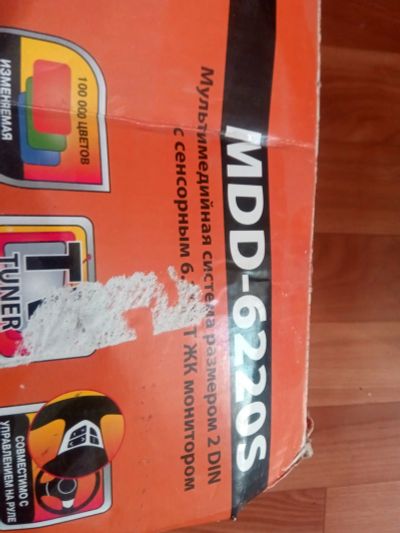 MDD-6220S
Мультимедийная система размером 2 DIN
с сенсорным 6. Т ЖК монитором
100 000 ЦВЕТОВ
ИЗМЕНЯЕМАЯ
T
TUNER
СОВМЕСТИМО С
УПРАВЛЕНИЕМ НА РУЛЕ